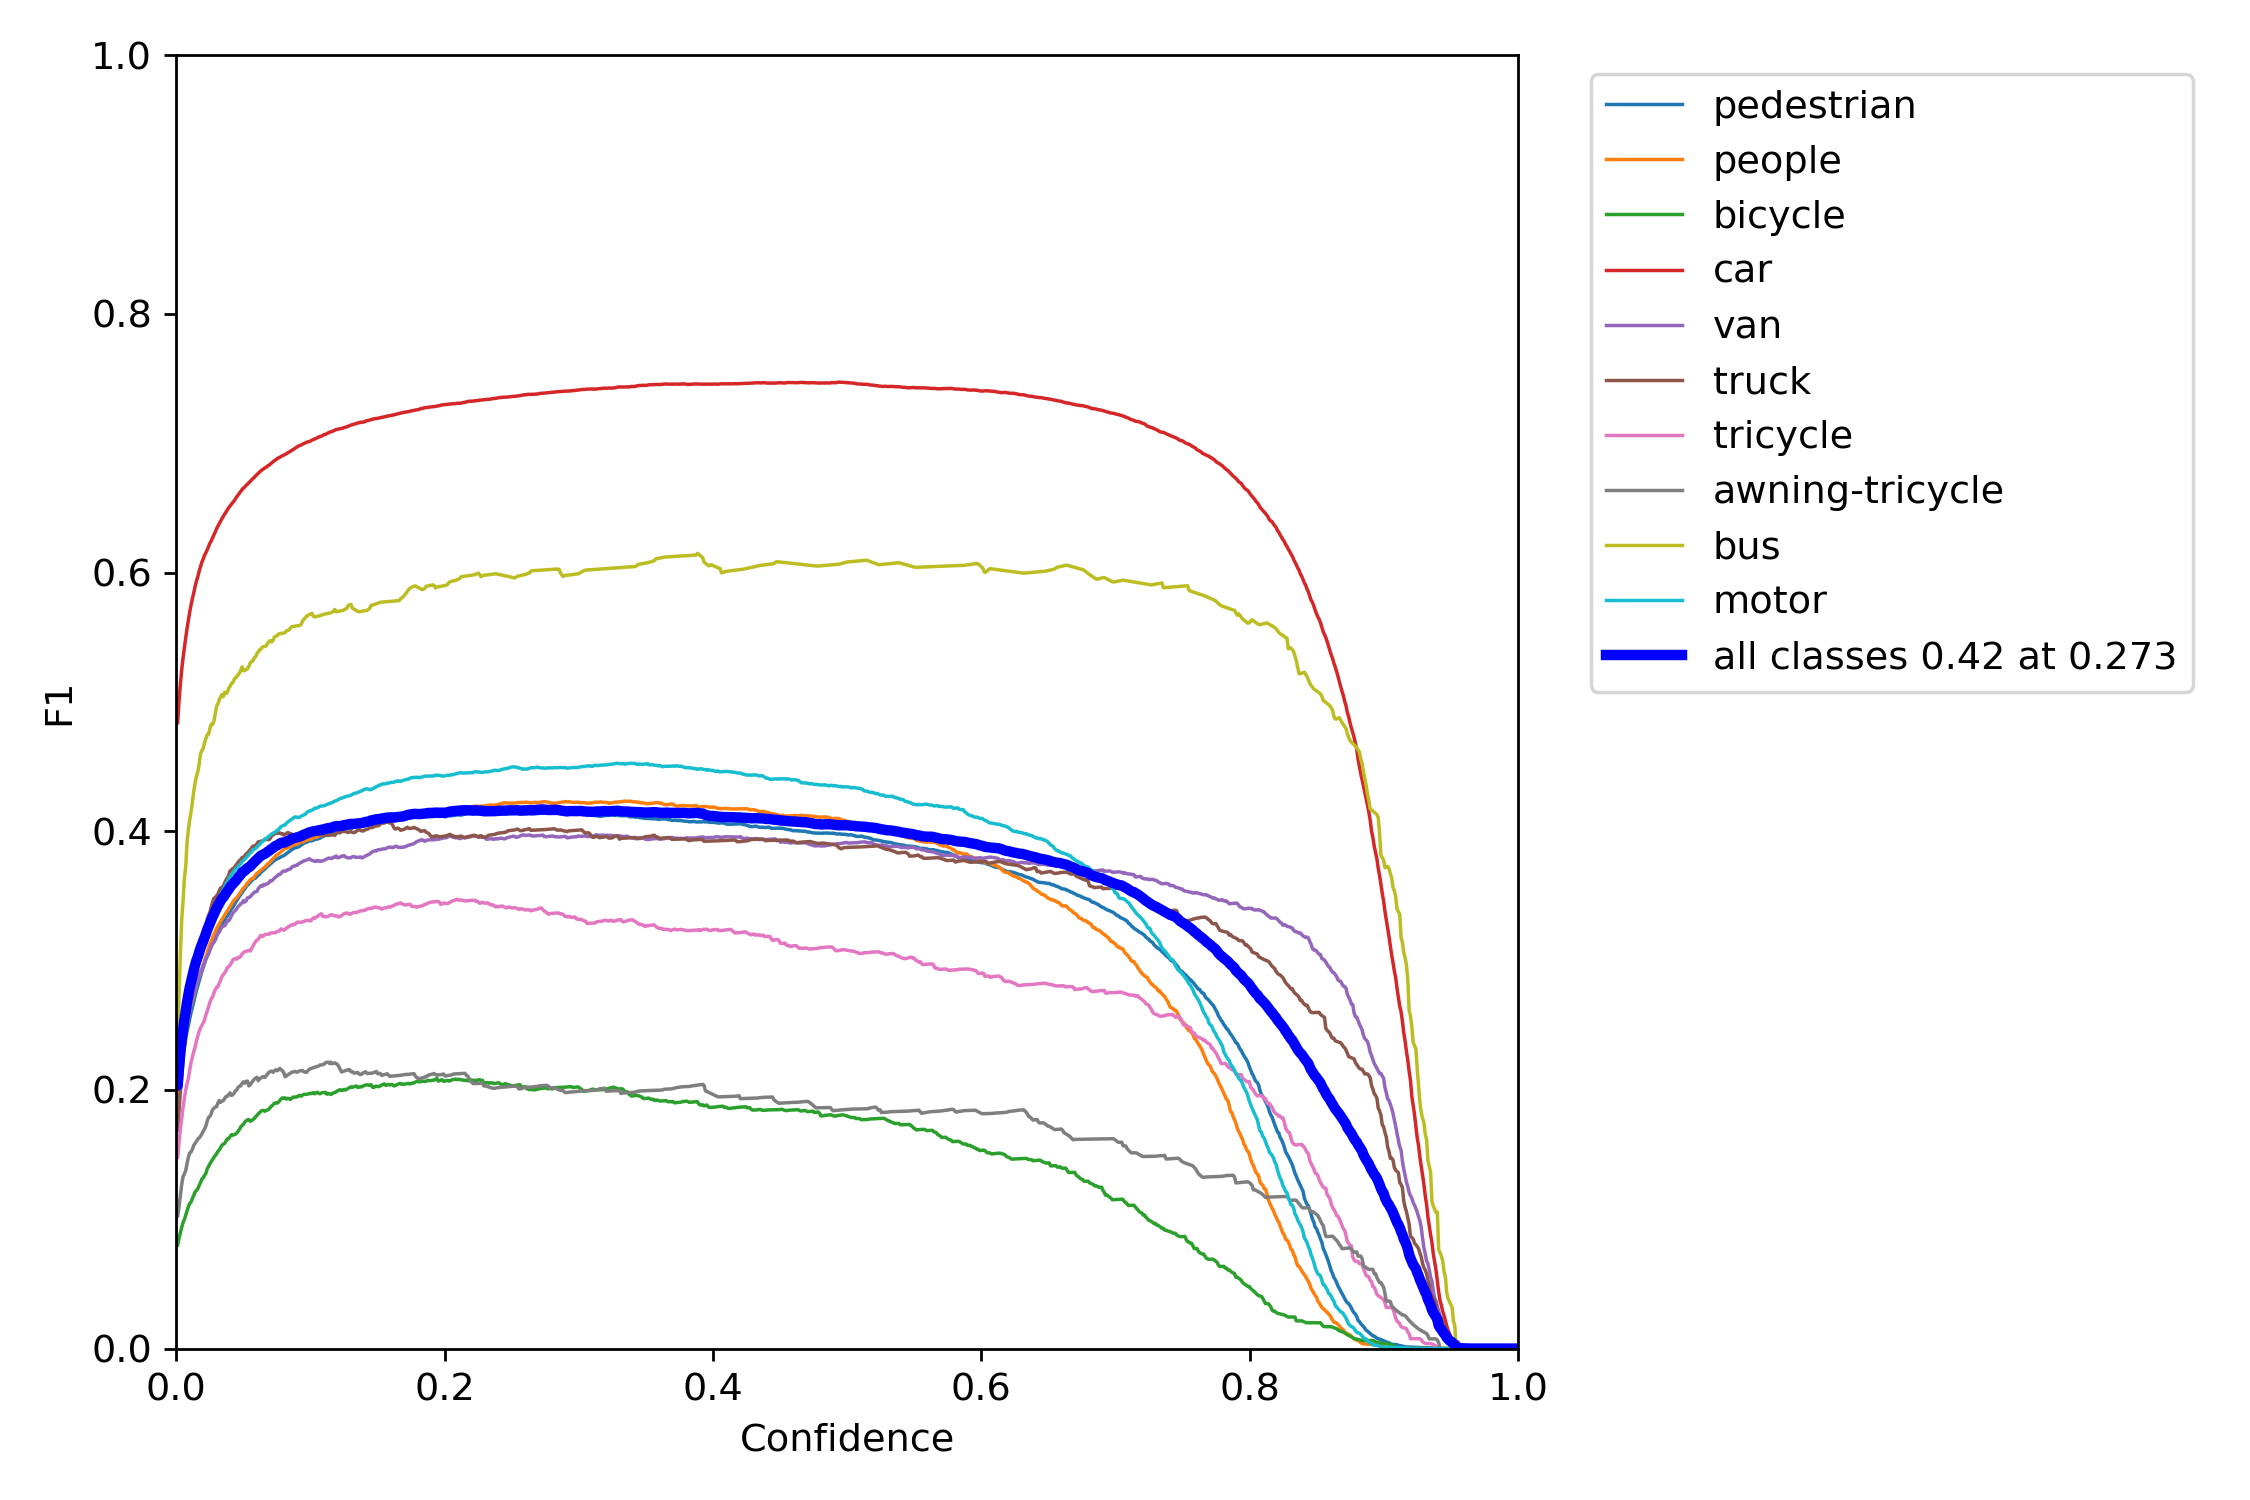 1.0
0.8
0.6
0.4
0.2
0.0
F1
0.0 0.2 0.4 0.6 0.8 1.0
Confidence
pedestrian
people
bicycle
car
van
truck
tricycle
awning-tricycle
bus
motor
all classes 0.42 at 0.273